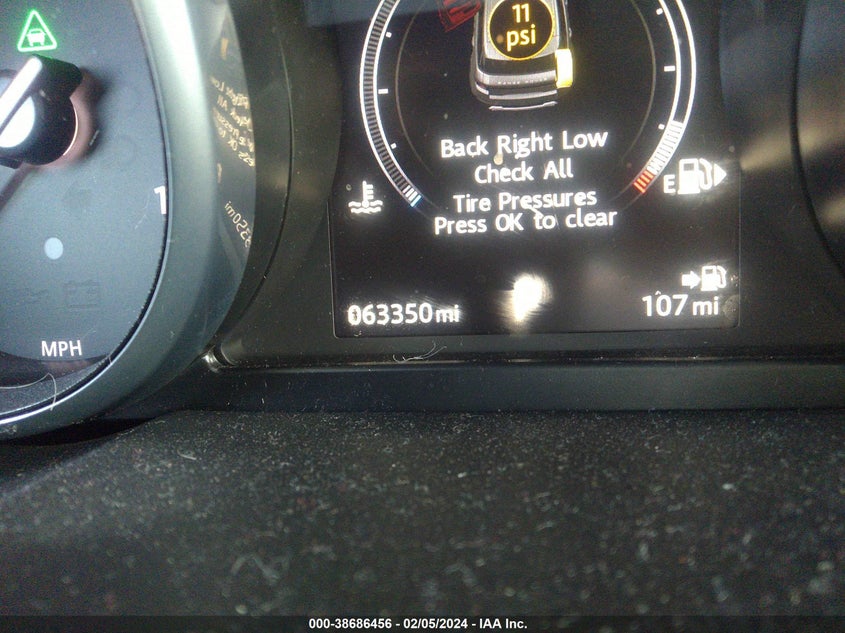 11
psi
Back Right Low
Check All
Tire Pressures
Press OK to clear
E
063350 mi
107 mi
1
MPH
000-38686456 - 02/05/2024 - IAA Inc.